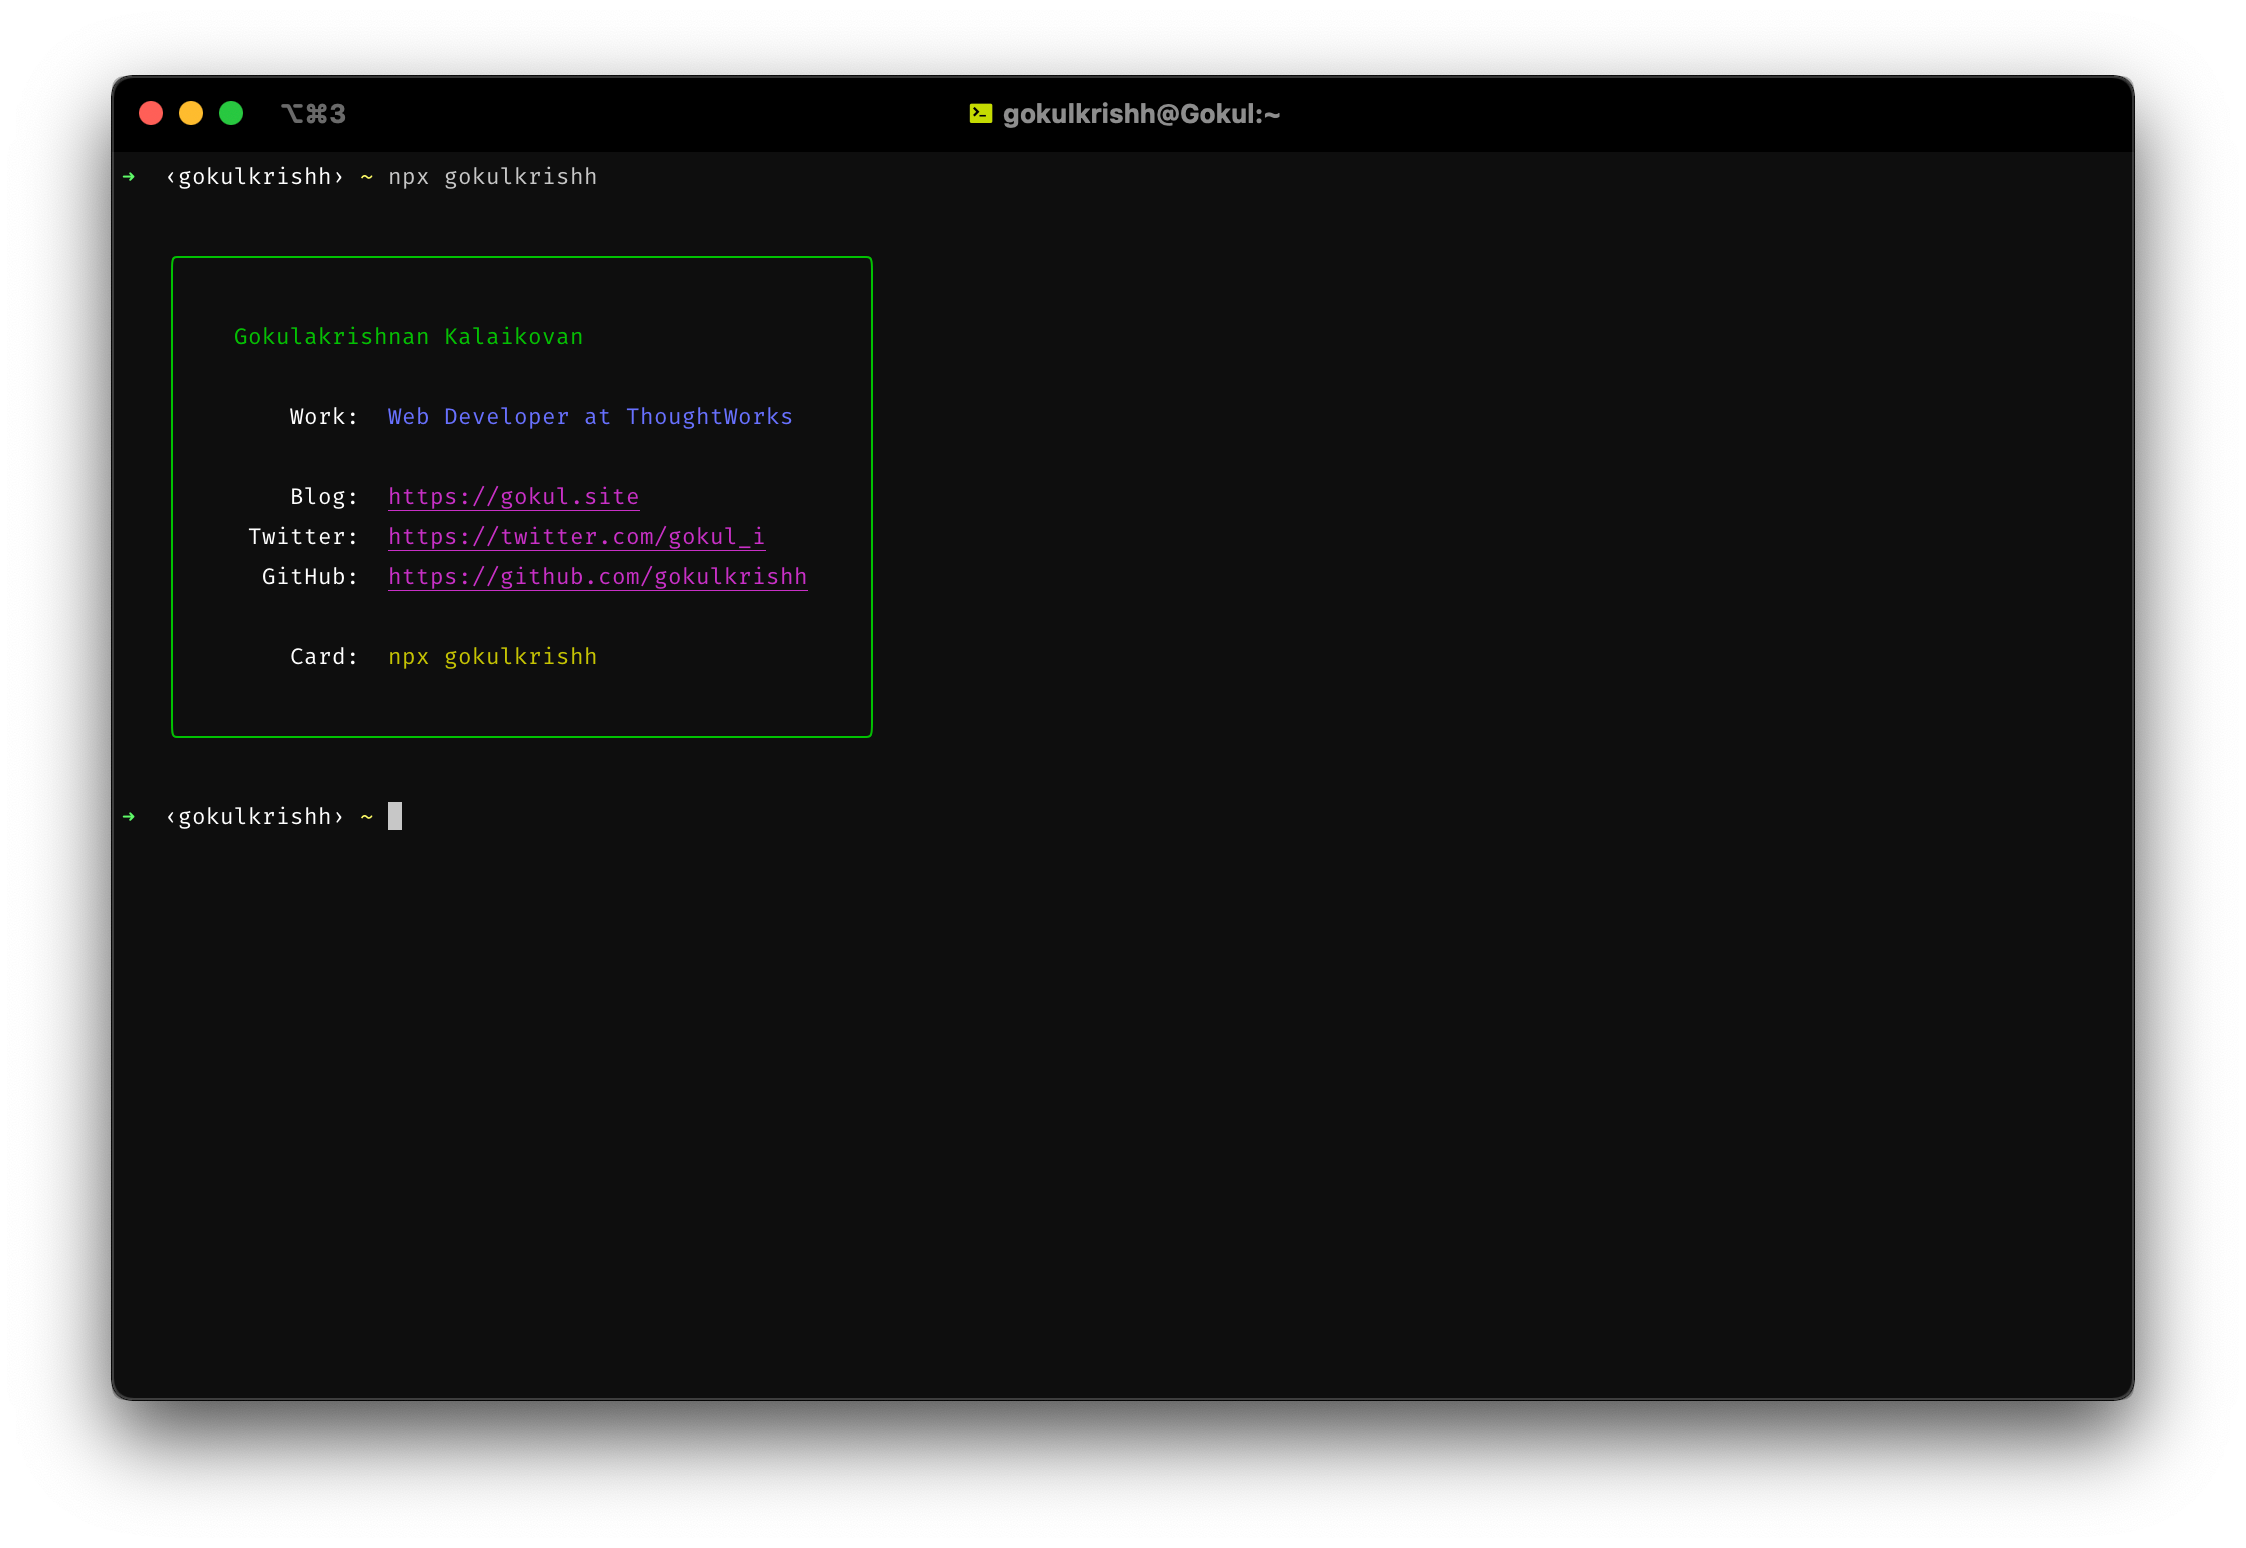 ⌥⌘3
gokulkrishh@Gokul:~
➜ ‹gokulkrishh› ~ npx gokulkrishh
Gokulakrishnan Kalaikovan
Work: Web Developer at ThoughtWorks
Blog: https://gokul.site
Twitter: https://twitter.com/gokul_i
GitHub: https://github.com/gokulkrishh
Card: npx gokulkrishh
➜ ‹gokulkrishh› ~